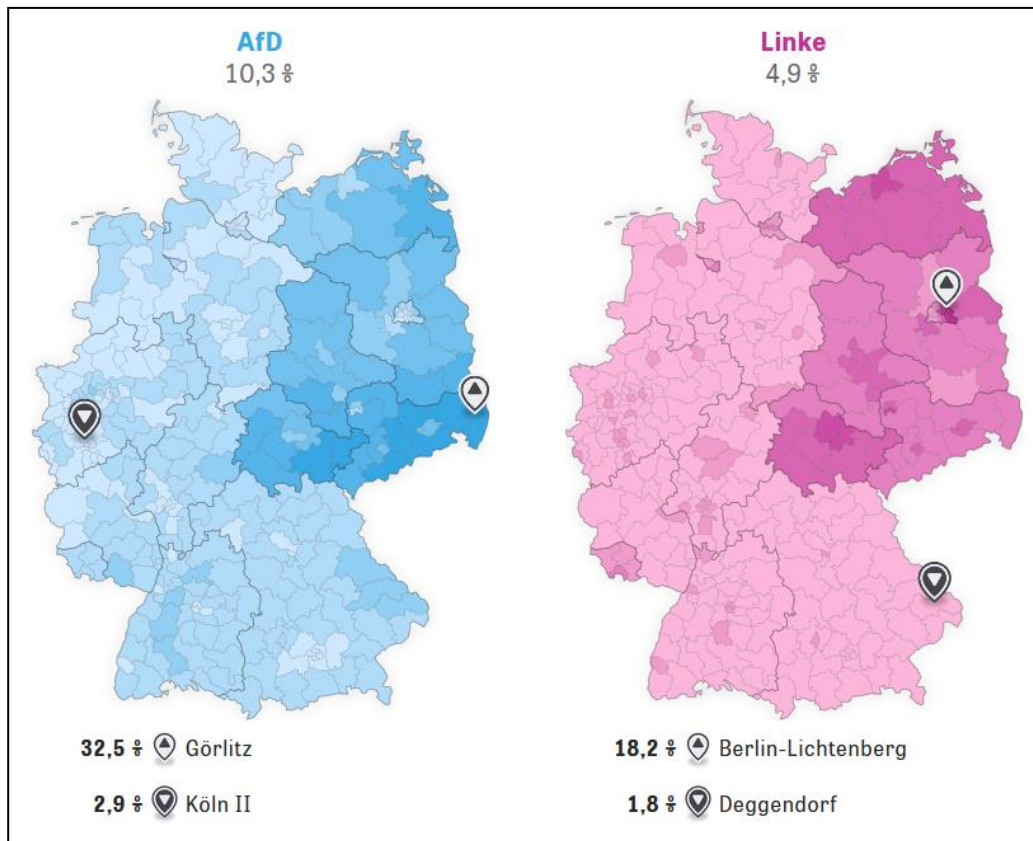 AfD
10,3 %
32,5 % Görlitz
2,9 % Köln II
Linke
4,9 %
18,2 % Berlin-Lichtenberg
1,8 % Deggendorf